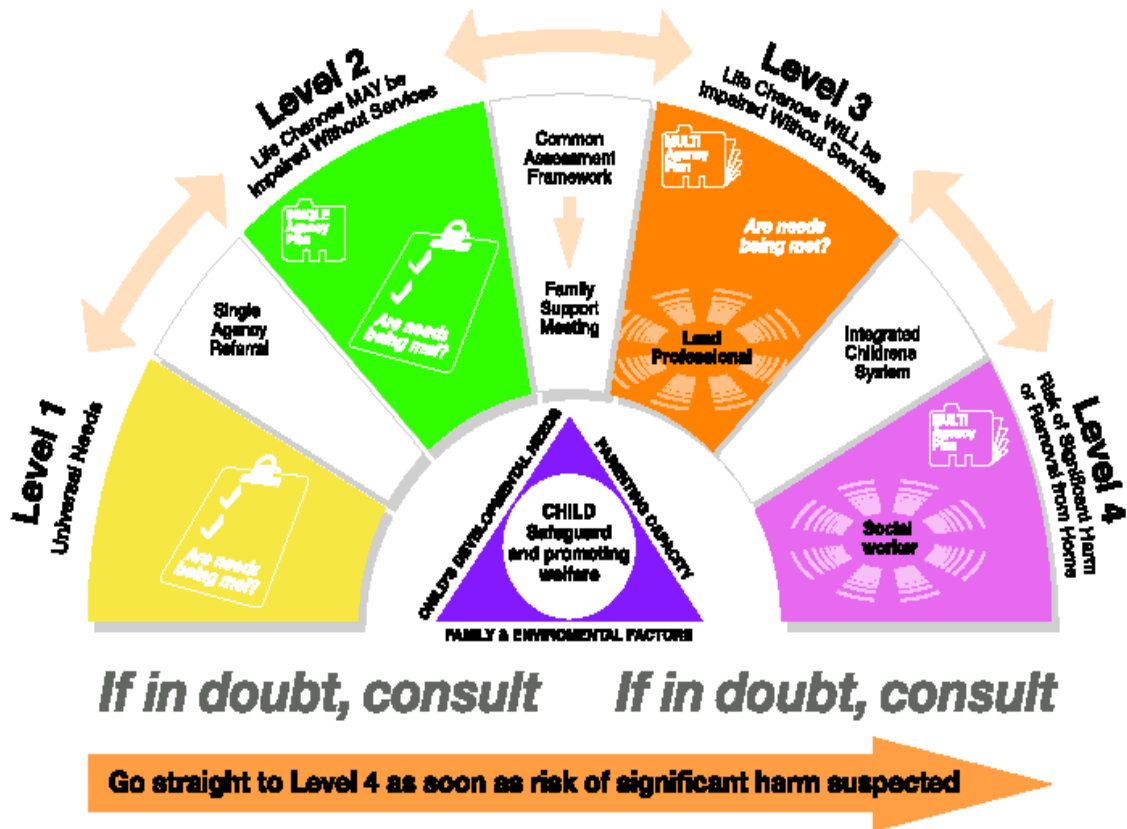 Level 1
Universal Needs
Are needs
being met?
Single
Agency
Referral
Level 2
Life Chances MAY be
Impaired Without Services
SINGLE
Agency
Plan
Are needs
being met?
Common
Assessment
Framework
Family
Support
Meeting
Level 3
Life Chances WILL be
Impaired Without Services
MULTI
Agency
Plan
Are needs
being met?
Lead
Professional
Integrated
Childrens
System
Level 4
Risk of Significant Harm
or Removal from Home
MULTI
Agency
Plan
Social
worker
CHILD'S DEVELOPMENTAL NEEDS
PARENTING CAPACITY
CHILD
Safeguard
and promoting
welfare
FAMILY & ENVIROMENTAL FACTORS
If in doubt, consult
If in doubt, consult
Go straight to Level 4 as soon as risk of significant harm suspected